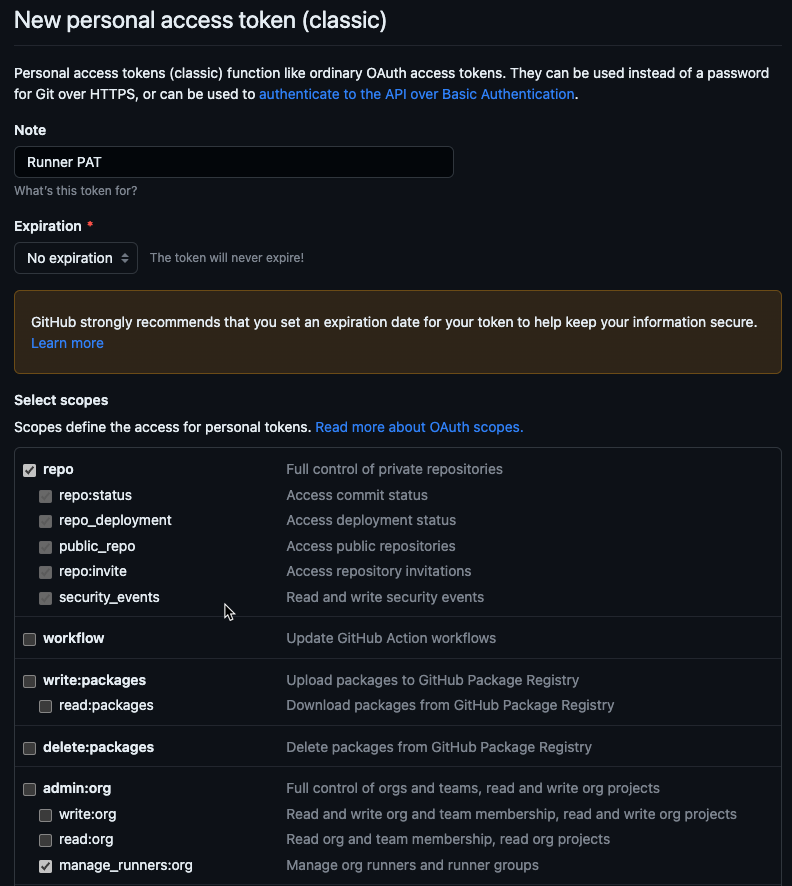 New personal access token (classic)
Personal access tokens (classic) function like ordinary OAuth access tokens. They can be used instead of a password
for Git over HTTPS, or can be used to authenticate to the API over Basic Authentication.
Note
Runner PAT
What's this token for?
Expiration *
No expiration The token will never expire!
GitHub strongly recommends that you set an expiration date for your token to help keep your information secure.
Learn more
Select scopes
Scopes define the access for personal tokens. Read more about OAuth scopes.
repo Full control of private repositories
repo:status Access commit status
repo_deployment Access deployment status
public_repo Access public repositories
repo:invite Access repository invitations
security_events Read and write security events
workflow Update GitHub Action workflows
write:packages Upload packages to GitHub Package Registry
read:packages Download packages from GitHub Package Registry
delete:packages Delete packages from GitHub Package Registry
admin:org Full control of orgs and teams, read and write org projects
write:org Read and write org and team membership, read and write org projects
read:org Read org and team membership, read org projects
manage_runners:org Manage org runners and runner groups